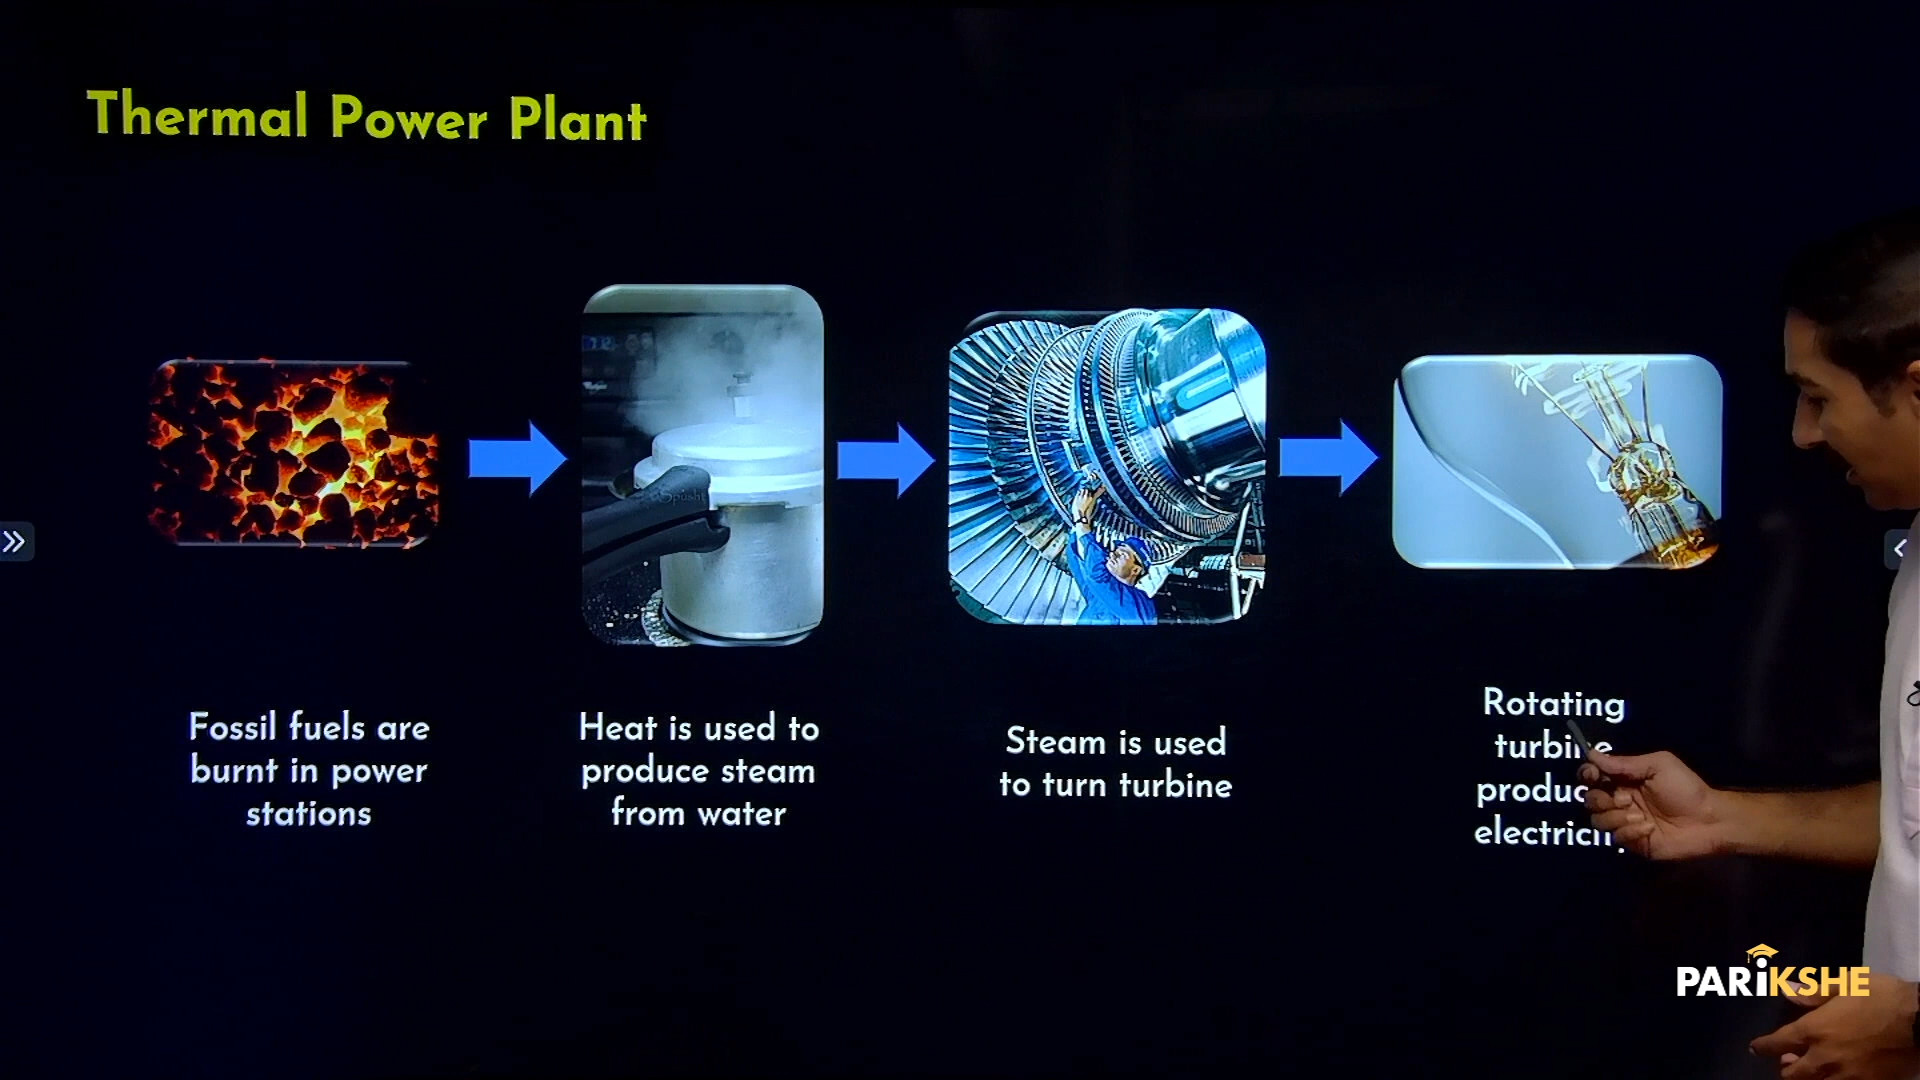 Thermal Power Plant
Fossil fuels are
burnt in power
stations
Heat is used to
produce steam
from water
Steam is used
to turn turbine
Rotating
PARiKSHE